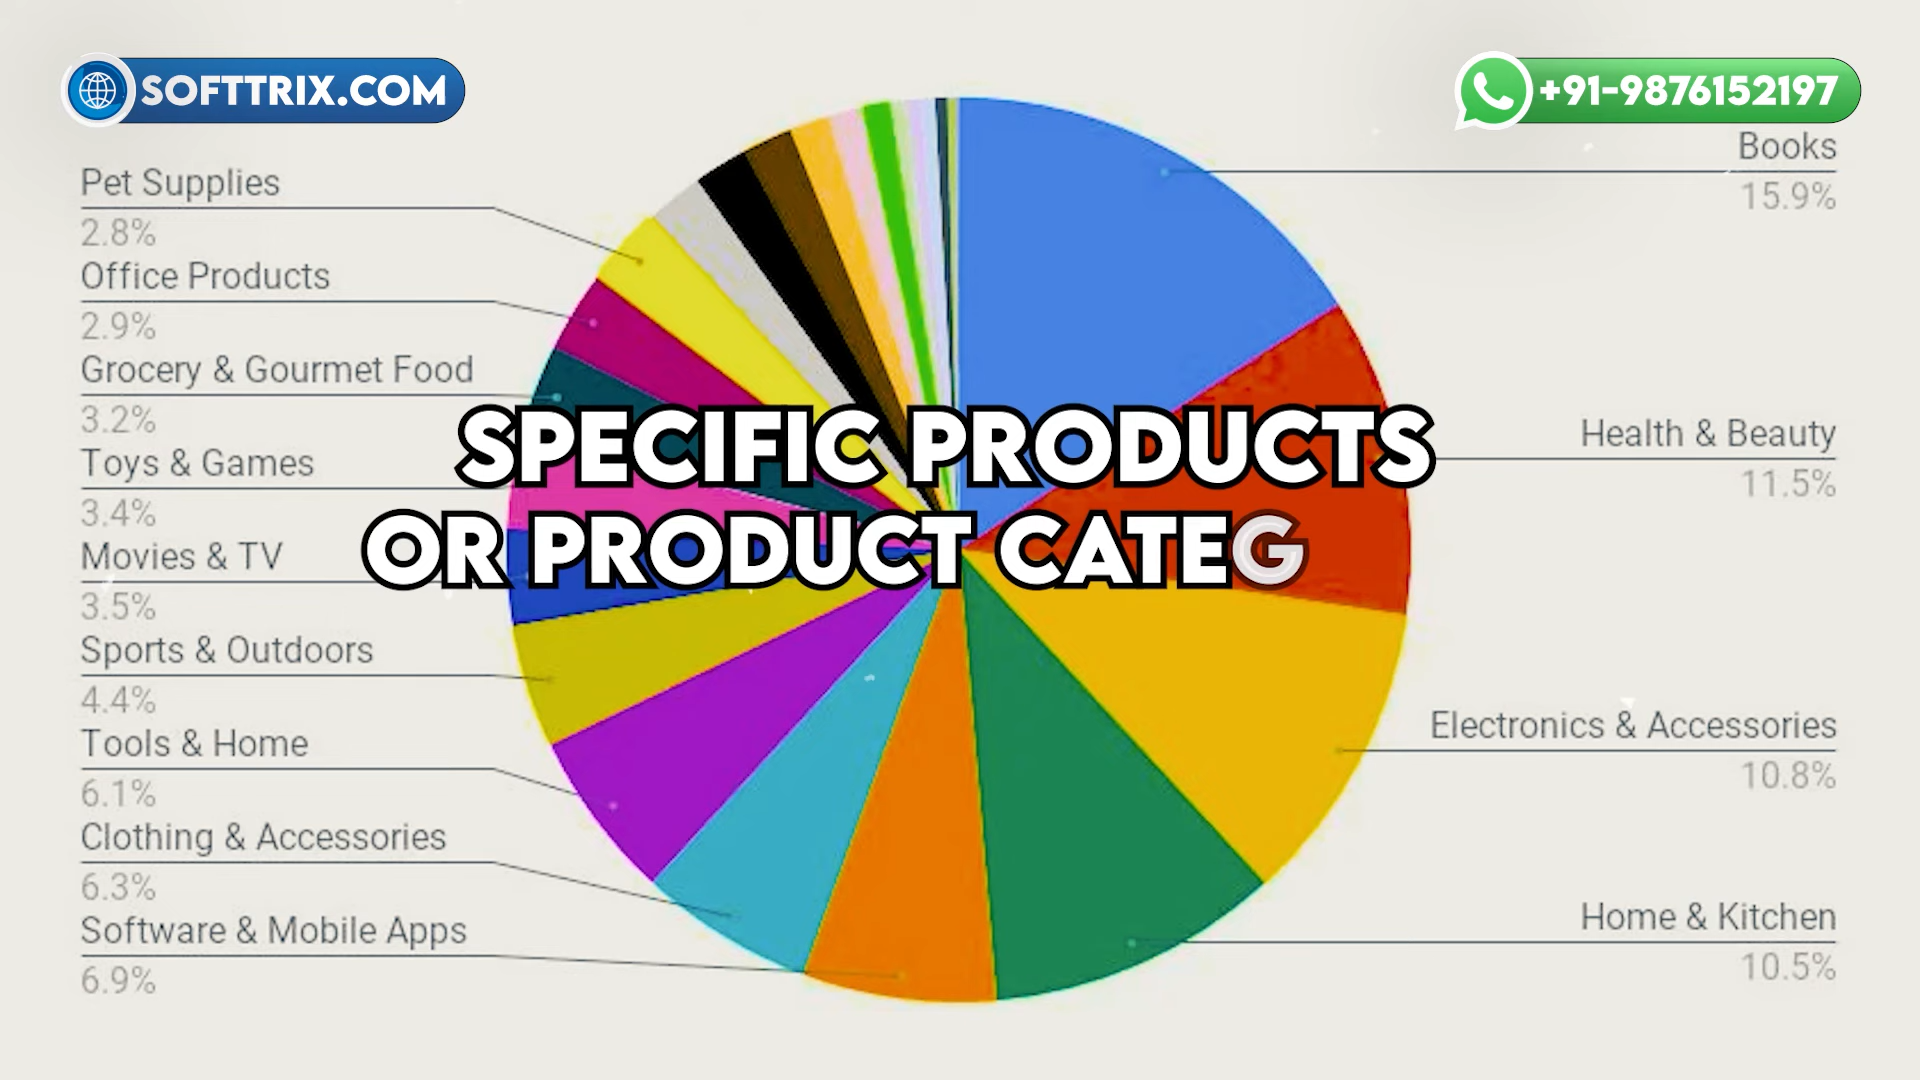 SOFTTRIX.COM
+91-9876152197
Pet Supplies
2.8%
Office Products
2.9%
Grocery & Gourmet Food
3.2%
Toys & Games
3.4%
Movies & TV
3.5%
Sports & Outdoors
4.4%
Tools & Home
6.1%
Clothing & Accessories
6.3%
Software & Mobile Apps
6.9%
SPECIFIC PRODUCTS
OR PRODUCT CATEG
Books
15.9%
Health & Beauty
11.5%
Electronics & Accessories
10.8%
Home & Kitchen
10.5%